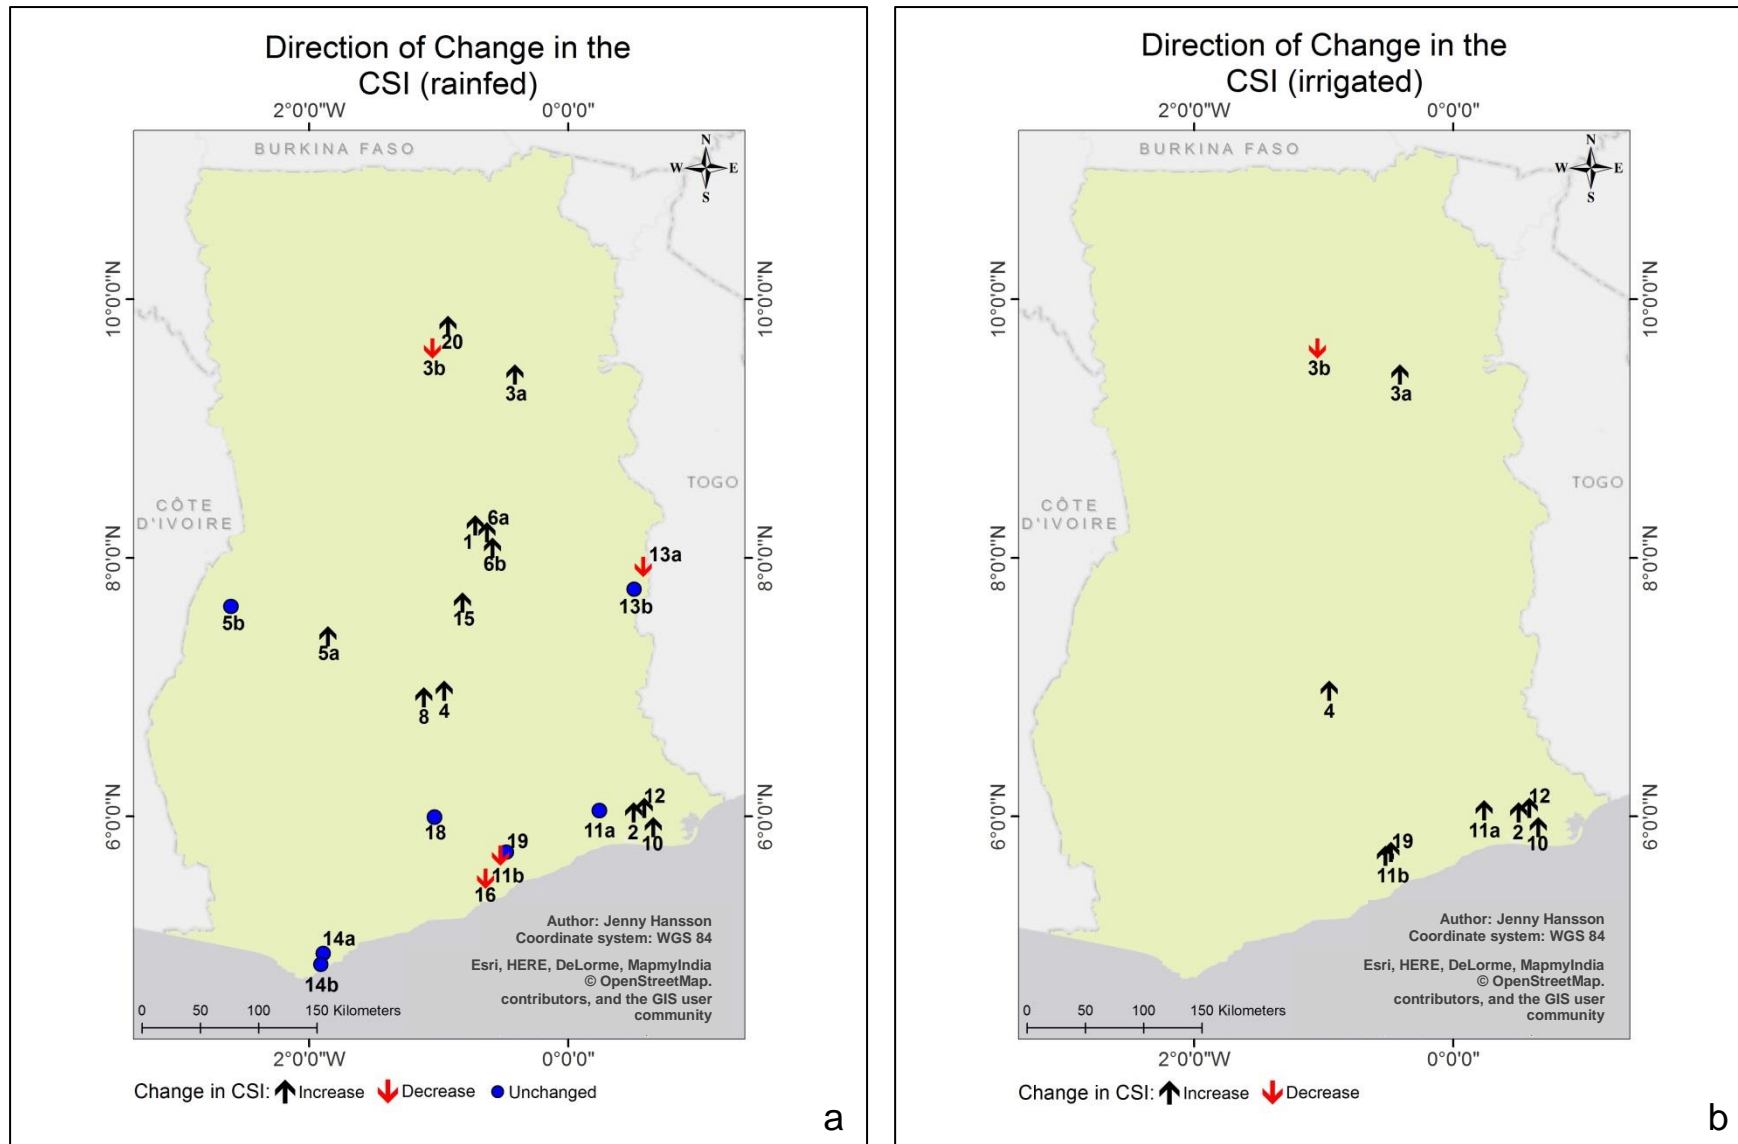 Direction of Change in the
CSI (rainfed)
2°0'0"W 0°0'0"
BURKINA FASO
N
W E
S
10°0'0"N 10°0'0"N
20
3b
3a
TOGO
CÔTE
D'IVOIRE
6a
1
6b
8°0'0"N 8°0'0"N
13a
13b
15
5b
5a
8 4
6°0'0"N 6°0'0"N
12
18 11a 2
10
19
11b
16
14a
14b
Author: Jenny Hansson
Coordinate system: WGS 84
Esri, HERE, DeLorme, MapmyIndia
© OpenStreetMap.
contributors, and the GIS user
community
0 50 100 150 Kilometers
2°0'0"W 0°0'0"
Change in CSI: Increase Decrease Unchanged
a
Direction of Change in the
CSI (irrigated)
2°0'0"W 0°0'0"
BURKINA FASO
N
W E
S
10°0'0"N 10°0'0"N
3b
3a
TOGO
CÔTE
D'IVOIRE
8°0'0"N 8°0'0"N
4
6°0'0"N 6°0'0"N
12
11a 2
10
19
11b
Author: Jenny Hansson
Coordinate system: WGS 84
Esri, HERE, DeLorme, MapmyIndia
© OpenStreetMap.
contributors, and the GIS user
community
0 50 100 150 Kilometers
2°0'0"W 0°0'0"
Change in CSI: Increase Decrease
b